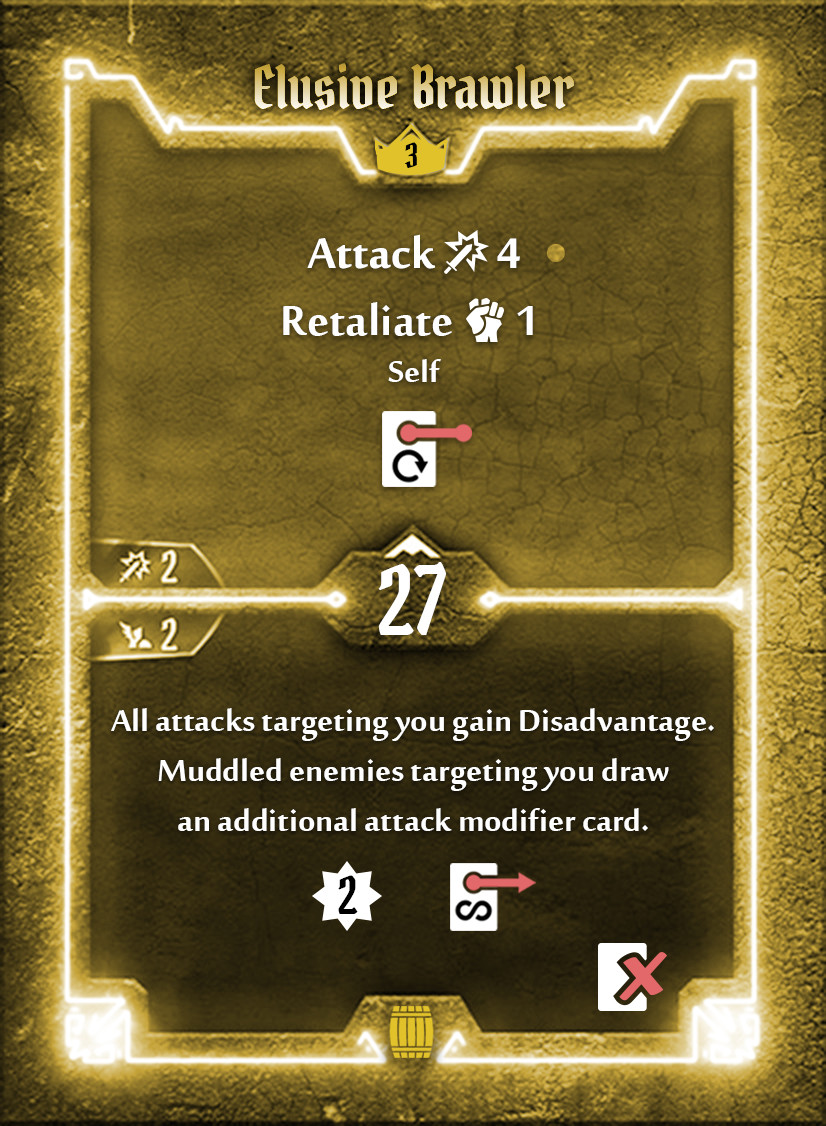 Elusive Brawler
3
Attack 4
Retaliate 1
Self
2
27
2
All attacks targeting you gain Disadvantage.
Muddled enemies targeting you draw
an additional attack modifier card.
2